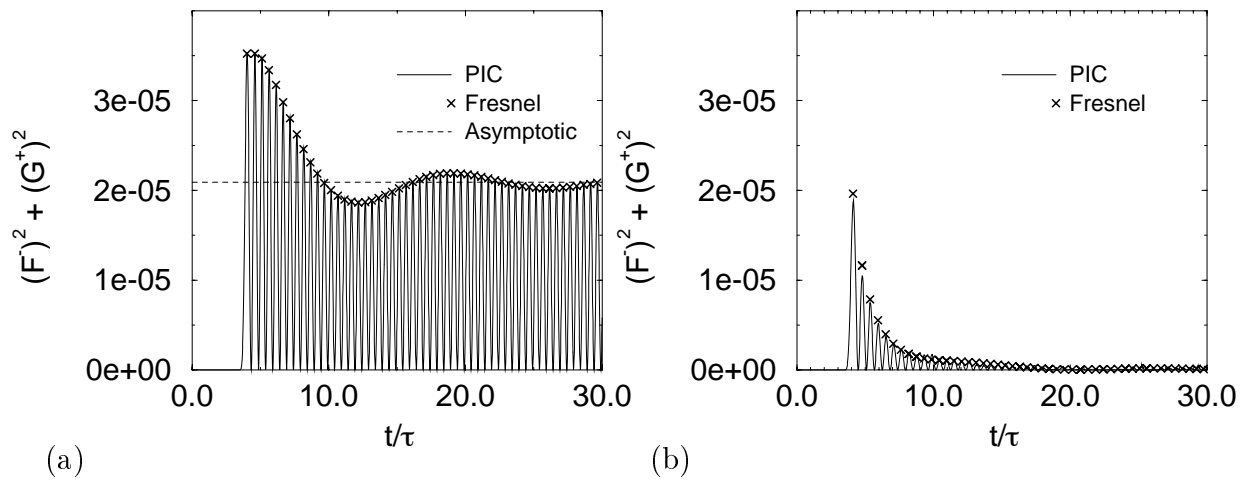 PIC
Fresnel
Asymptotic
3e-05
2e-05
1e-05
0e+00
0.0 10.0 20.0 30.0
t/τ
(F⁻)² + (G⁺)²
(a)
PIC
Fresnel
3e-05
2e-05
1e-05
0e+00
0.0 10.0 20.0 30.0
t/τ
(F⁻)² + (G⁺)²
(b)